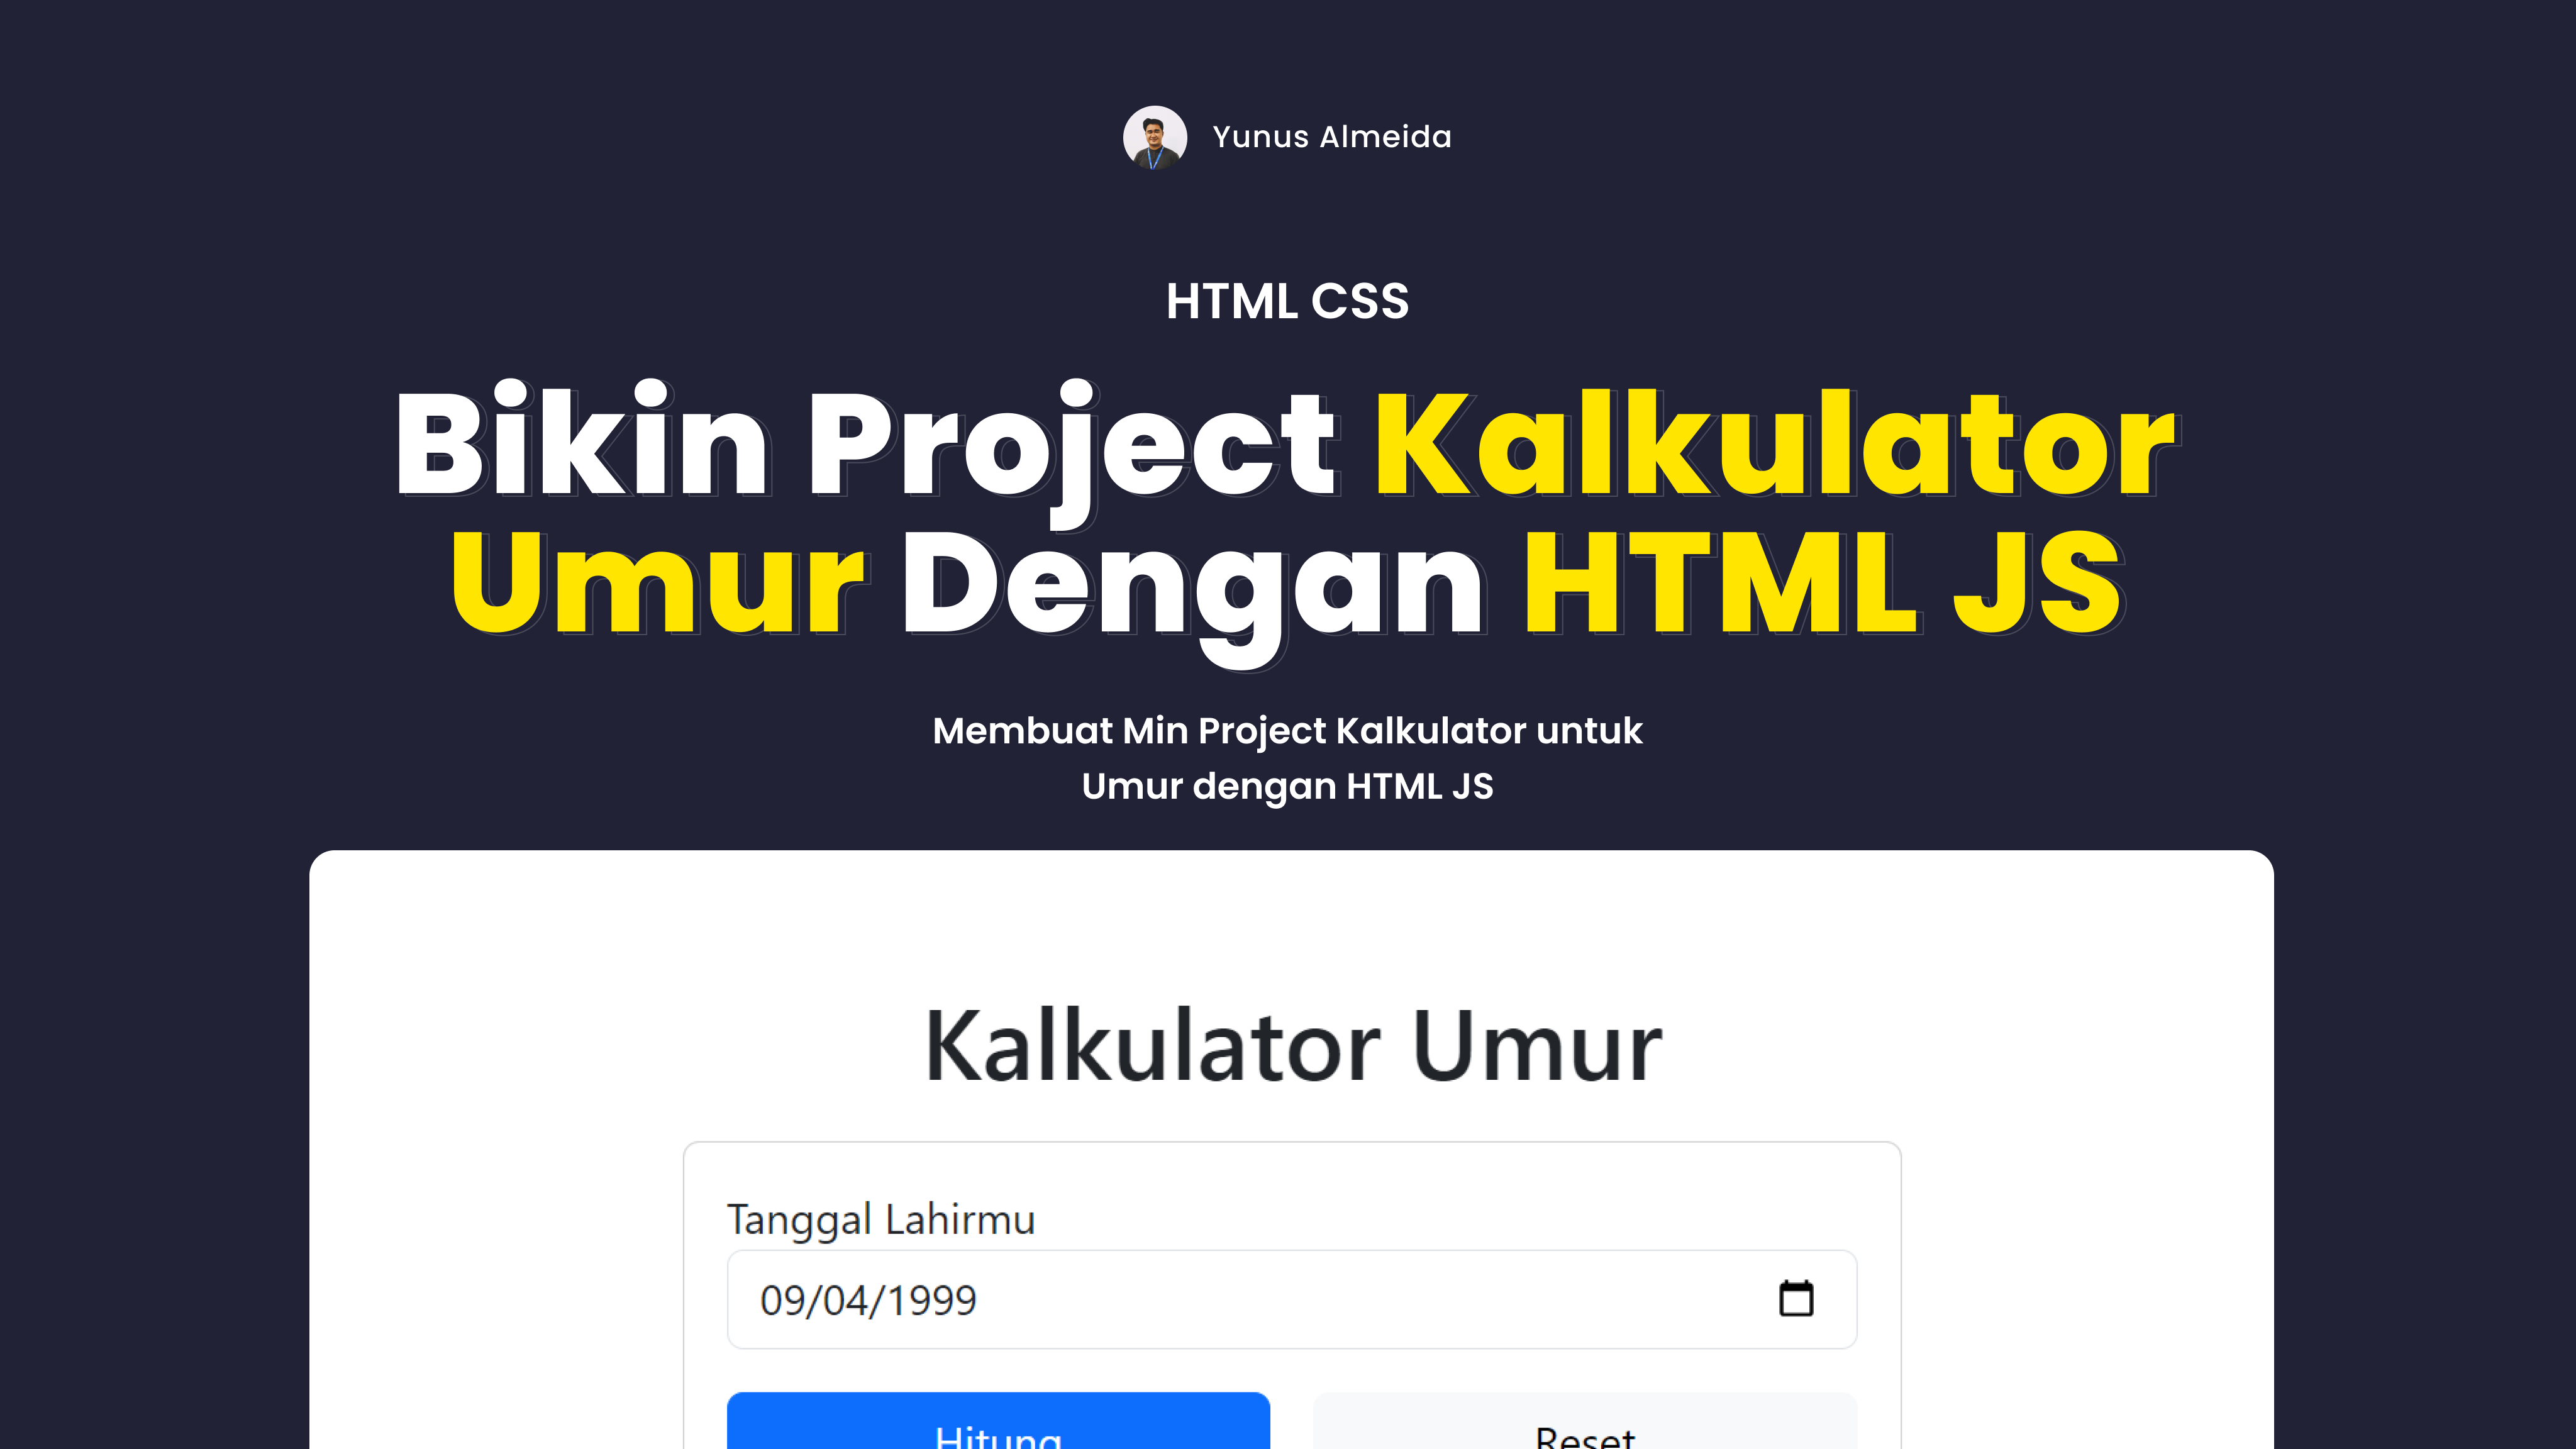 Yunus Almeida
HTML CSS
Bikin Project Kalkulator
Umur Dengan HTML JS
Membuat Min Project Kalkulator untuk
Umur dengan HTML JS
Kalkulator Umur
Tanggal Lahirmu
09/04/1999
Hitung
Reset